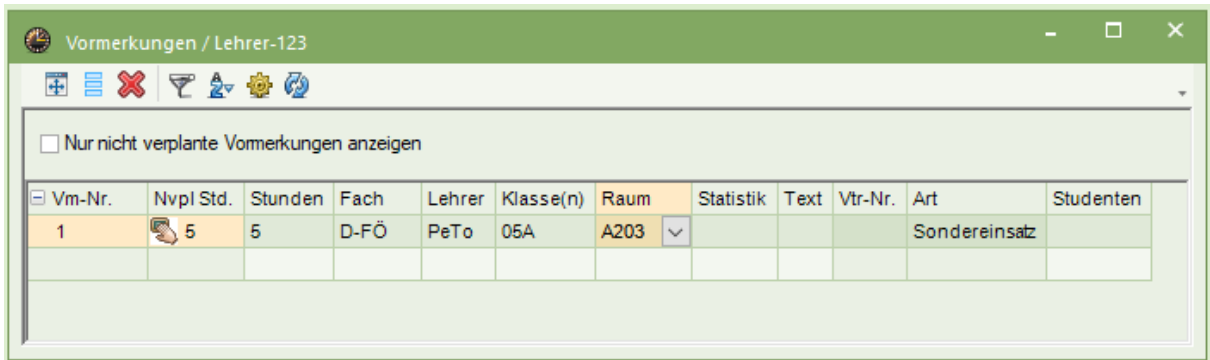 Vormerkungen / Lehrer-123
Nur nicht verplante Vormerkungen anzeigen
Vm-Nr. Nvpl Std. Stunden Fach Lehrer Klasse(n) Raum Statistik Text Vtr-Nr. Art Studenten
1 5 5 D-FÖ PeTo 05A A203 Sondereinsatz